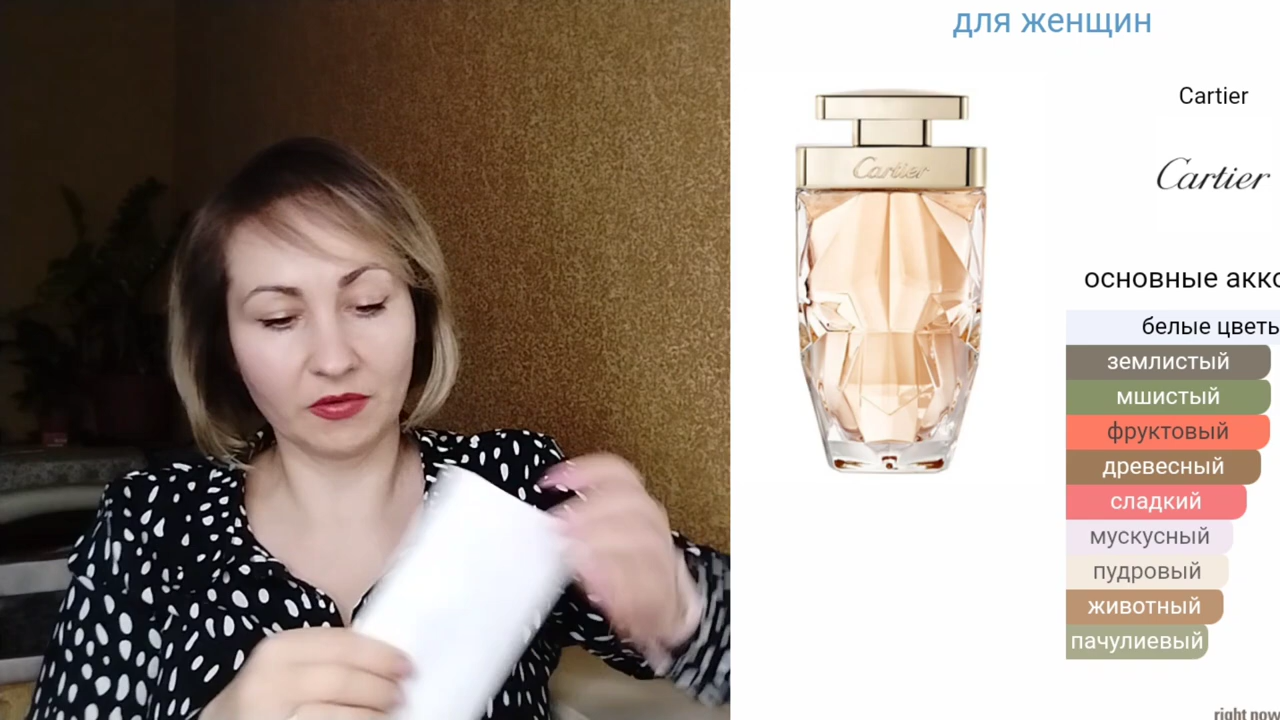 для женщин
Cartier
Cartier
Cartier
основные акко
белые цветь
землистый
мшистый
фруктовый
древесный
сладкий
мускусный
пудровый
животный
пачулиевый
right now